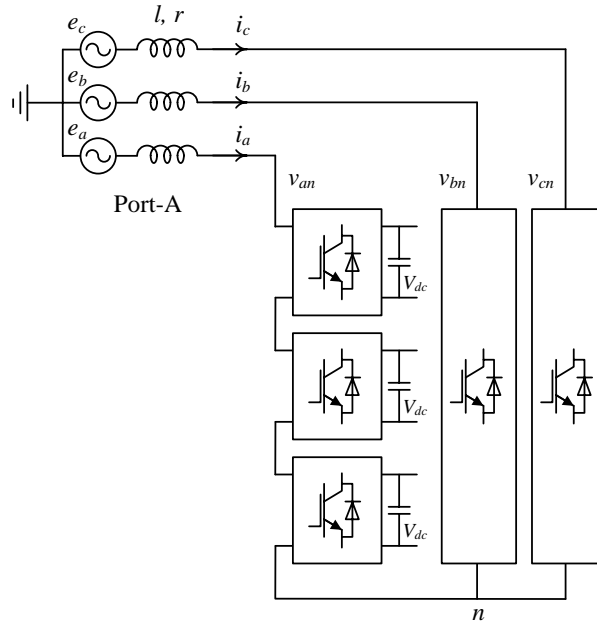 e_c
l, r
i_c
e_b
i_b
e_a
i_a
Port-A
v_an
v_bn
v_cn
V_dc
V_dc
V_dc
n